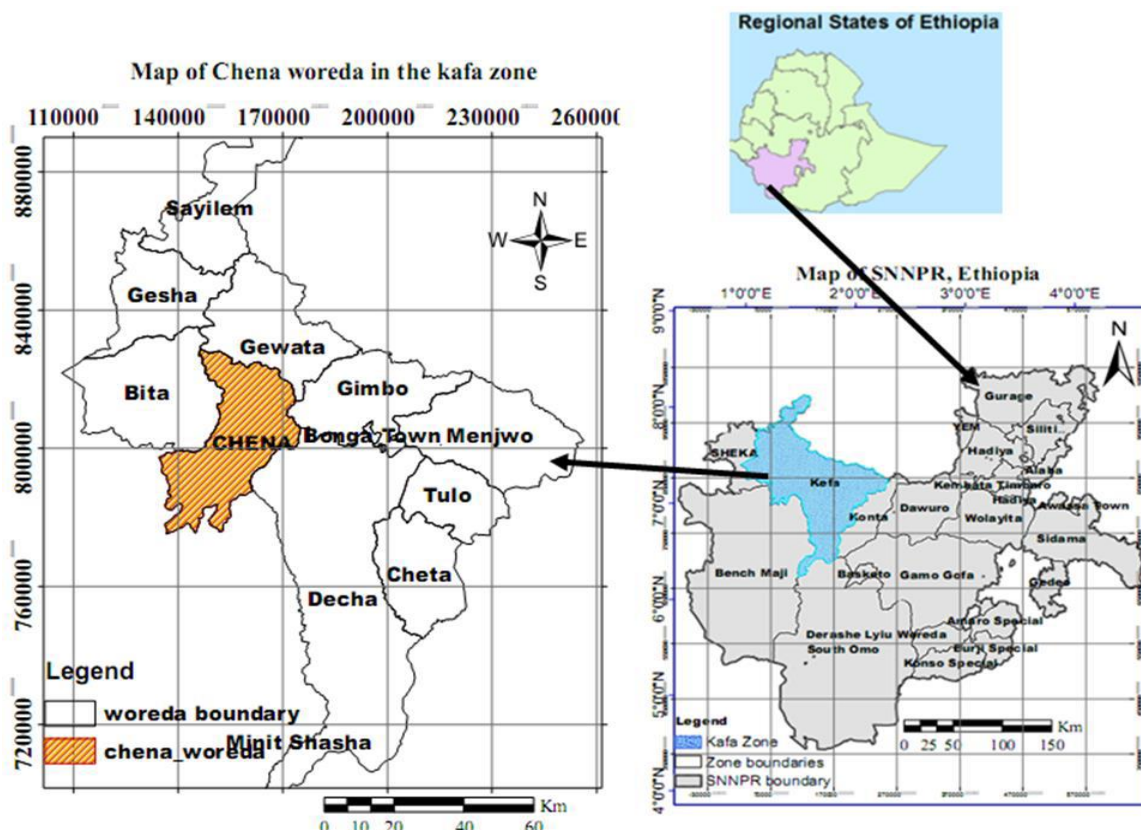 Regional States of Ethiopia
Map of Chena woreda in the kafa zone
110000 140000 170000 200000 230000 260000
880000
840000
800000
760000
720000
N
W E
S
Sayilem
Gesha
Gewata
Bita
Gimbo
CHENA
Bonga Town
Menjwo
Tulo
Cheta
Decha
Minit Shasha
Legend
woreda boundary
chena_woreda
Km
0 10 20 40 60
Map of SNNPR, Ethiopia
1°0'0"E 2°0'0"E 3°0'0"E 4°0'0"E
9°0'0"N
8°0'0"N
7°0'0"N
6°0'0"N
5°0'0"N
4°0'0"N
N
Gurage
YEM
Siliti
SHEKA
Hadiya
Alaba
Kefa
Kembata Timbaro
Hadiya
Konta
Dawuro
Awassa Town
Wolayita
Sidama
Bench Maji
Basketo
Gamo Gofa
Gedeo
Amaro Special
Derashe Lyiu Woreda
South Omo
Burji Special
Konso Special
Legend
Kafa Zone
Zone boundaries
SNNPR boundary
Km
0 25 50 100 150